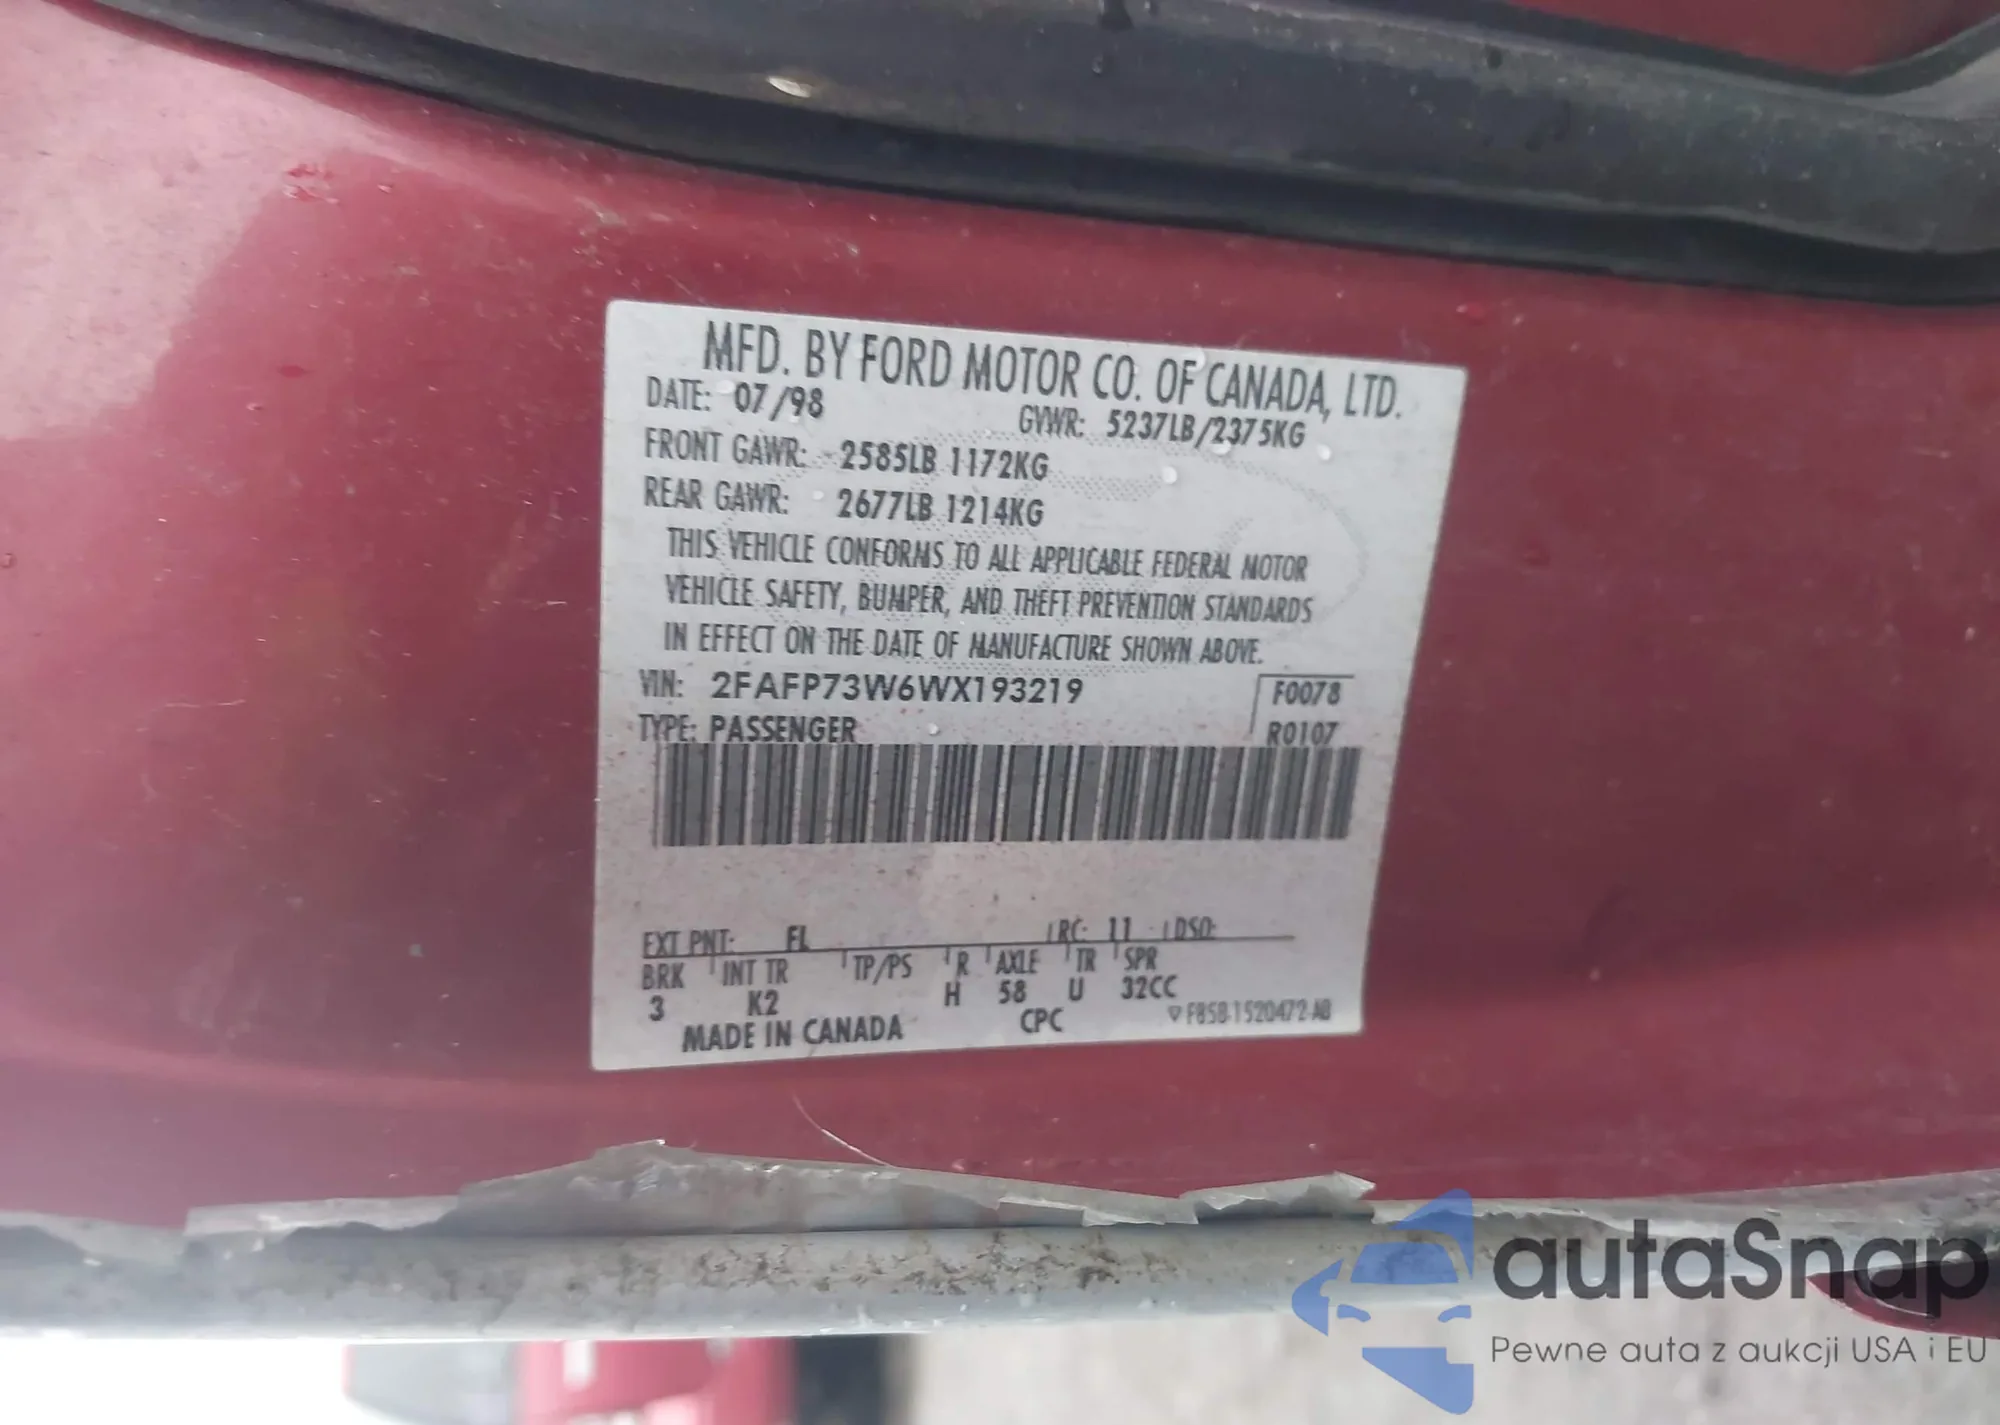 MFD. BY FORD MOTOR CO. OF CANADA, LTD.
DATE: 07/98 GVWR: 5237LB/2375KG
FRONT GAWR: 2585LB 1172KG
REAR GAWR: 2677LB 1214KG
THIS VEHICLE CONFORMS TO ALL APPLICABLE FEDERAL MOTOR
VEHICLE SAFETY, BUMPER, AND THEFT PREVENTION STANDARDS
IN EFFECT ON THE DATE OF MANUFACTURE SHOWN ABOVE.
VIN: 2FAFP73W6WX193219 F0078
TYPE: PASSENGER R0107
EXT PNT: FL RC: 11 DSO:
BRK INT TR TP/PS R AXLE TR SPR
3 K2 H 58 U 32CC
MADE IN CANADA CPC F85B-1520472-AB
autaSnap
Pewne auta z aukcji USA i EU